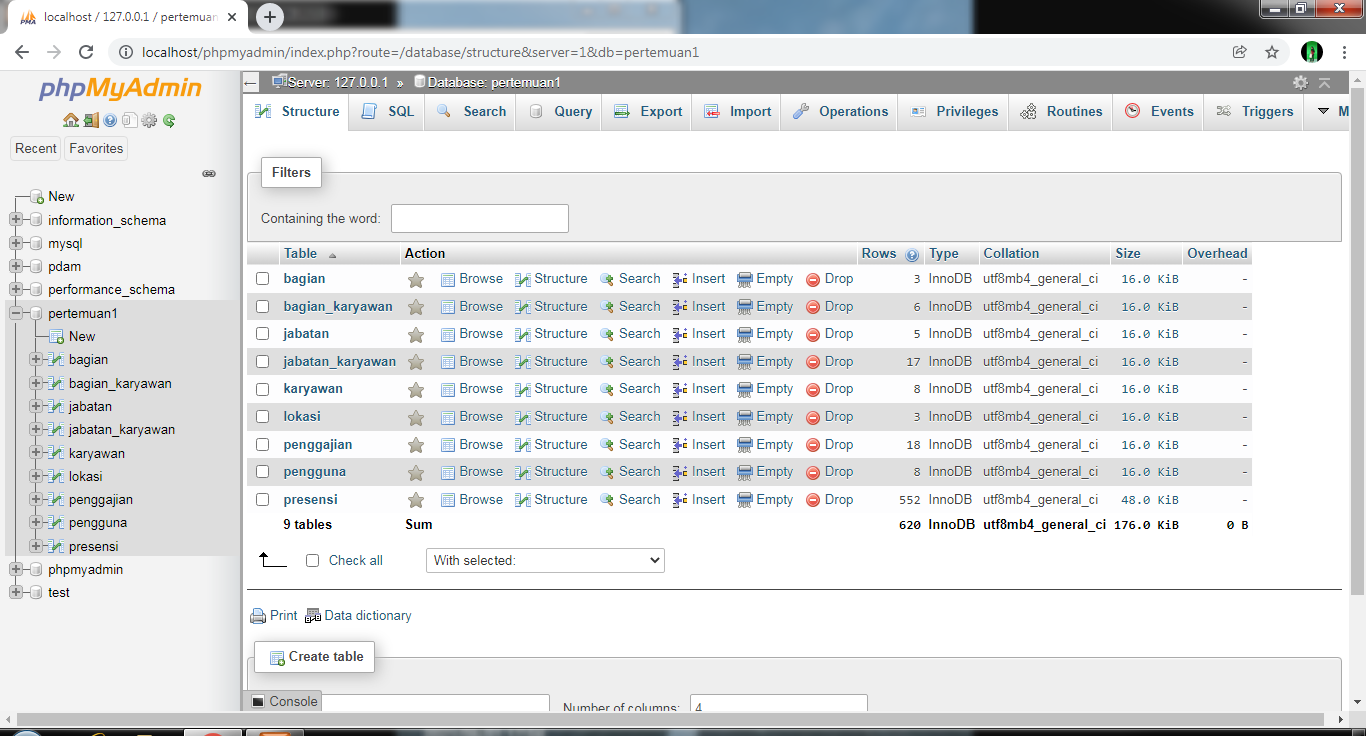 localhost / 127.0.0.1 / pertemuan
localhost/phpmyadmin/index.php?route=/database/structure&server=1&db=pertemuan1
phpMyAdmin
Recent Favorites
New
information_schema
mysql
pdam
performance_schema
pertemuan1
New
bagian
bagian_karyawan
jabatan
jabatan_karyawan
karyawan
lokasi
penggajian
pengguna
presensi
phpmyadmin
test
Server: 127.0.0.1 » Database: pertemuan1
Structure SQL Search Query Export Import Operations Privileges Routines Events Triggers M
Filters
Containing the word:
Table Action Rows Type Collation Size Overhead
bagian Browse Structure Search Insert Empty Drop 3 InnoDB utf8mb4_general_ci 16.0 KiB -
bagian_karyawan Browse Structure Search Insert Empty Drop 6 InnoDB utf8mb4_general_ci 16.0 KiB -
jabatan Browse Structure Search Insert Empty Drop 5 InnoDB utf8mb4_general_ci 16.0 KiB -
jabatan_karyawan Browse Structure Search Insert Empty Drop 17 InnoDB utf8mb4_general_ci 16.0 KiB -
karyawan Browse Structure Search Insert Empty Drop 8 InnoDB utf8mb4_general_ci 16.0 KiB -
lokasi Browse Structure Search Insert Empty Drop 3 InnoDB utf8mb4_general_ci 16.0 KiB -
penggajian Browse Structure Search Insert Empty Drop 18 InnoDB utf8mb4_general_ci 16.0 KiB -
pengguna Browse Structure Search Insert Empty Drop 8 InnoDB utf8mb4_general_ci 16.0 KiB -
presensi Browse Structure Search Insert Empty Drop 552 InnoDB utf8mb4_general_ci 48.0 KiB -
9 tables Sum 620 InnoDB utf8mb4_general_ci 176.0 KiB 0 B
Check all With selected:
Print Data dictionary
Create table
Console
Number of columns: 4